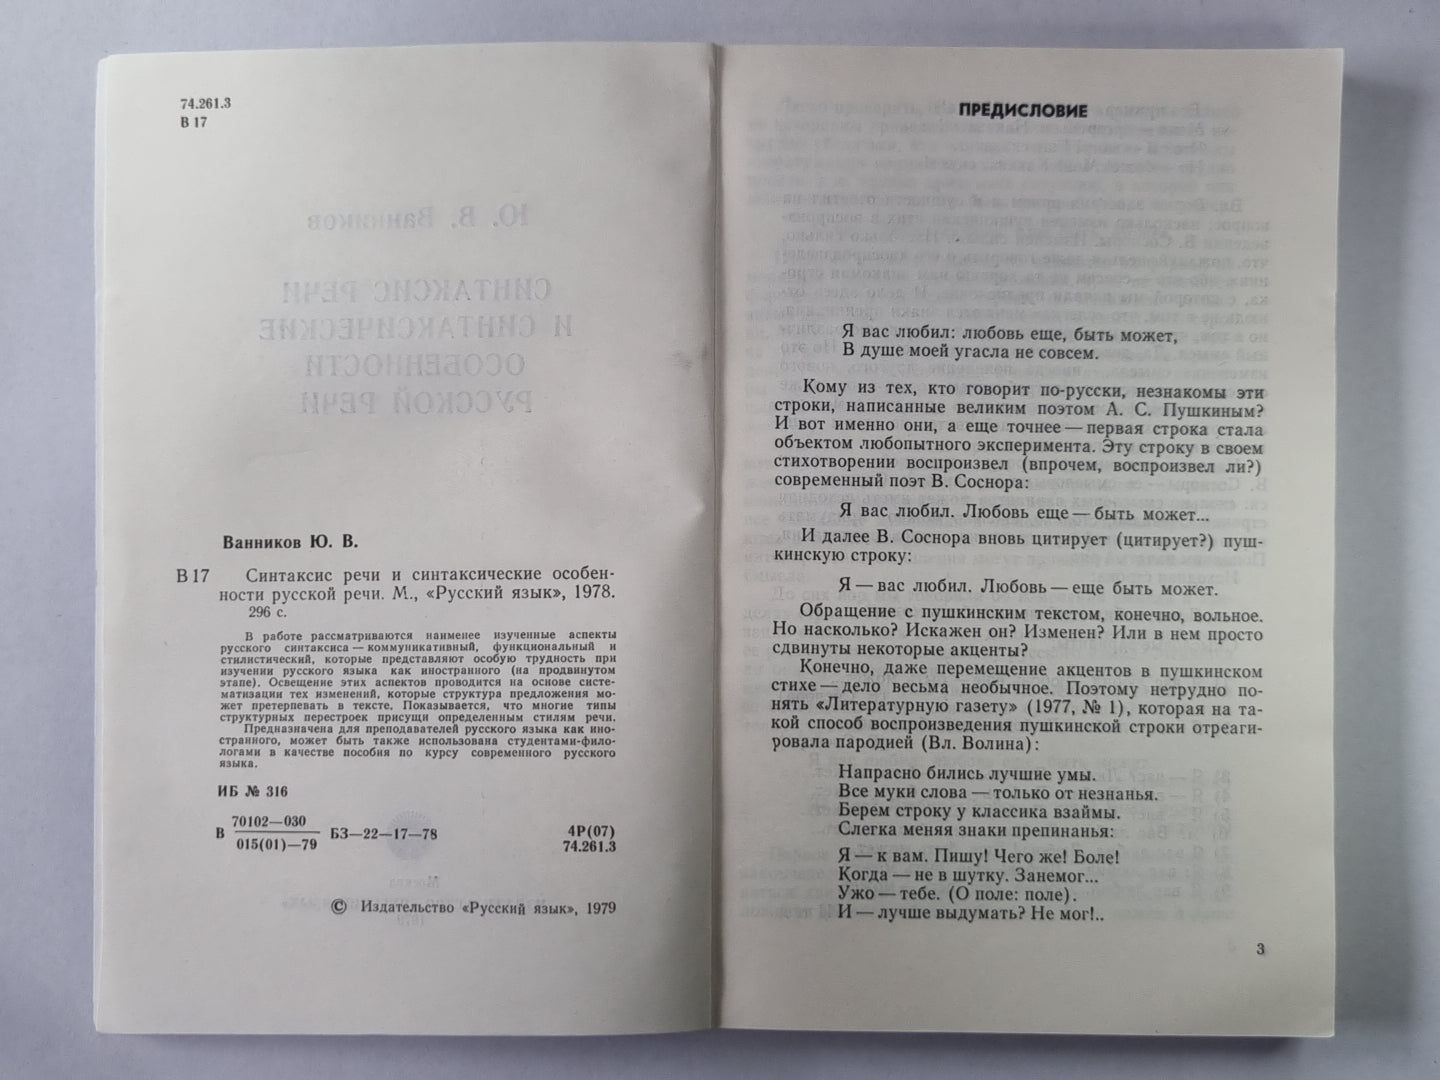 74.261.3
В 17
Ванников Ю. В.
В 17 Синтаксис речи и синтаксические особен-
ности русской речи. М., «Русский язык», 1978.
296 с.
В работе рассматриваются наименее изученные аспекты
русского синтаксиса — коммуникативный, функциональный и
стилистический, которые представляют особую трудность при
изучении русского языка как иностранного (на продвинутом
этапе). Освещение этих аспектов проводится на основе систе-
матизации тех изменений, которые структура предложения мо-
жет претерпевать в тексте. Показывается, что многие типы
структурных перестроек присущи определенным стилям речи.
Предназначена для преподавателей русского языка как ино-
странного, может быть также использована студентами-фило-
логами в качестве пособия по курсу современного русского
языка.
ИБ № 316
В 70102—030 БЗ—22—17—78 4Р(07)
015(01)—79 74.261.3
© Издательство «Русский язык», 1979
ПРЕДИСЛОВИЕ
Я вас любил: любовь еще, быть может,
В душе моей угасла не совсем.
Кому из тех, кто говорит по-русски, незнакомы эти
строки, написанные великим поэтом А. С. Пушкиным?
И вот именно они, а еще точнее — первая строка стала
объектом любопытного эксперимента. Эту строку в своем
стихотворении воспроизвел (впрочем, воспроизвел ли?)
современный поэт В. Соснора:
Я вас любил. Любовь еще — быть может...
И далее В. Соснора вновь цитирует (цитирует?) пуш-
кинскую строку:
Я — вас любил. Любовь — еще быть может.
Обращение с пушкинским текстом, конечно, вольное.
Но насколько? Искажен он? Изменен? Или в нем просто
сдвинуты некоторые акценты?
Конечно, даже перемещение акцентов в пушкинском
стихе — дело весьма необычное. Поэтому нетрудно по-
нять «Литературную газету» (1977, № 1), которая на та-
кой способ воспроизведения пушкинской строки отреаги-
ровала пародией (Вл. Волина):
Напрасно бились лучшие умы.
Все муки слова — только от незнанья.
Берем строку у классика взаймы.
Слегка меняя знаки препинанья:
Я — к вам. Пишу! Чего же! Боле!
Когда — не в шутку. Занемог...
Ужо — тебе. (О поле: поле).
И — лучше выдумать? Не мог!..
3